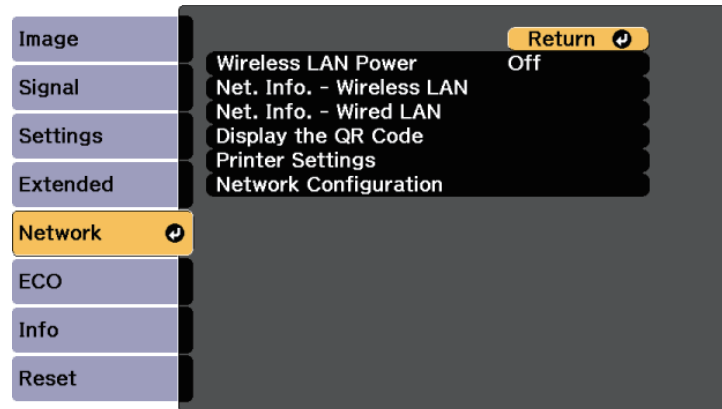 Image
Signal
Settings
Extended
Network
ECO
Info
Reset
Return
Wireless LAN Power Off
Net. Info. - Wireless LAN
Net. Info. - Wired LAN
Display the QR Code
Printer Settings
Network Configuration